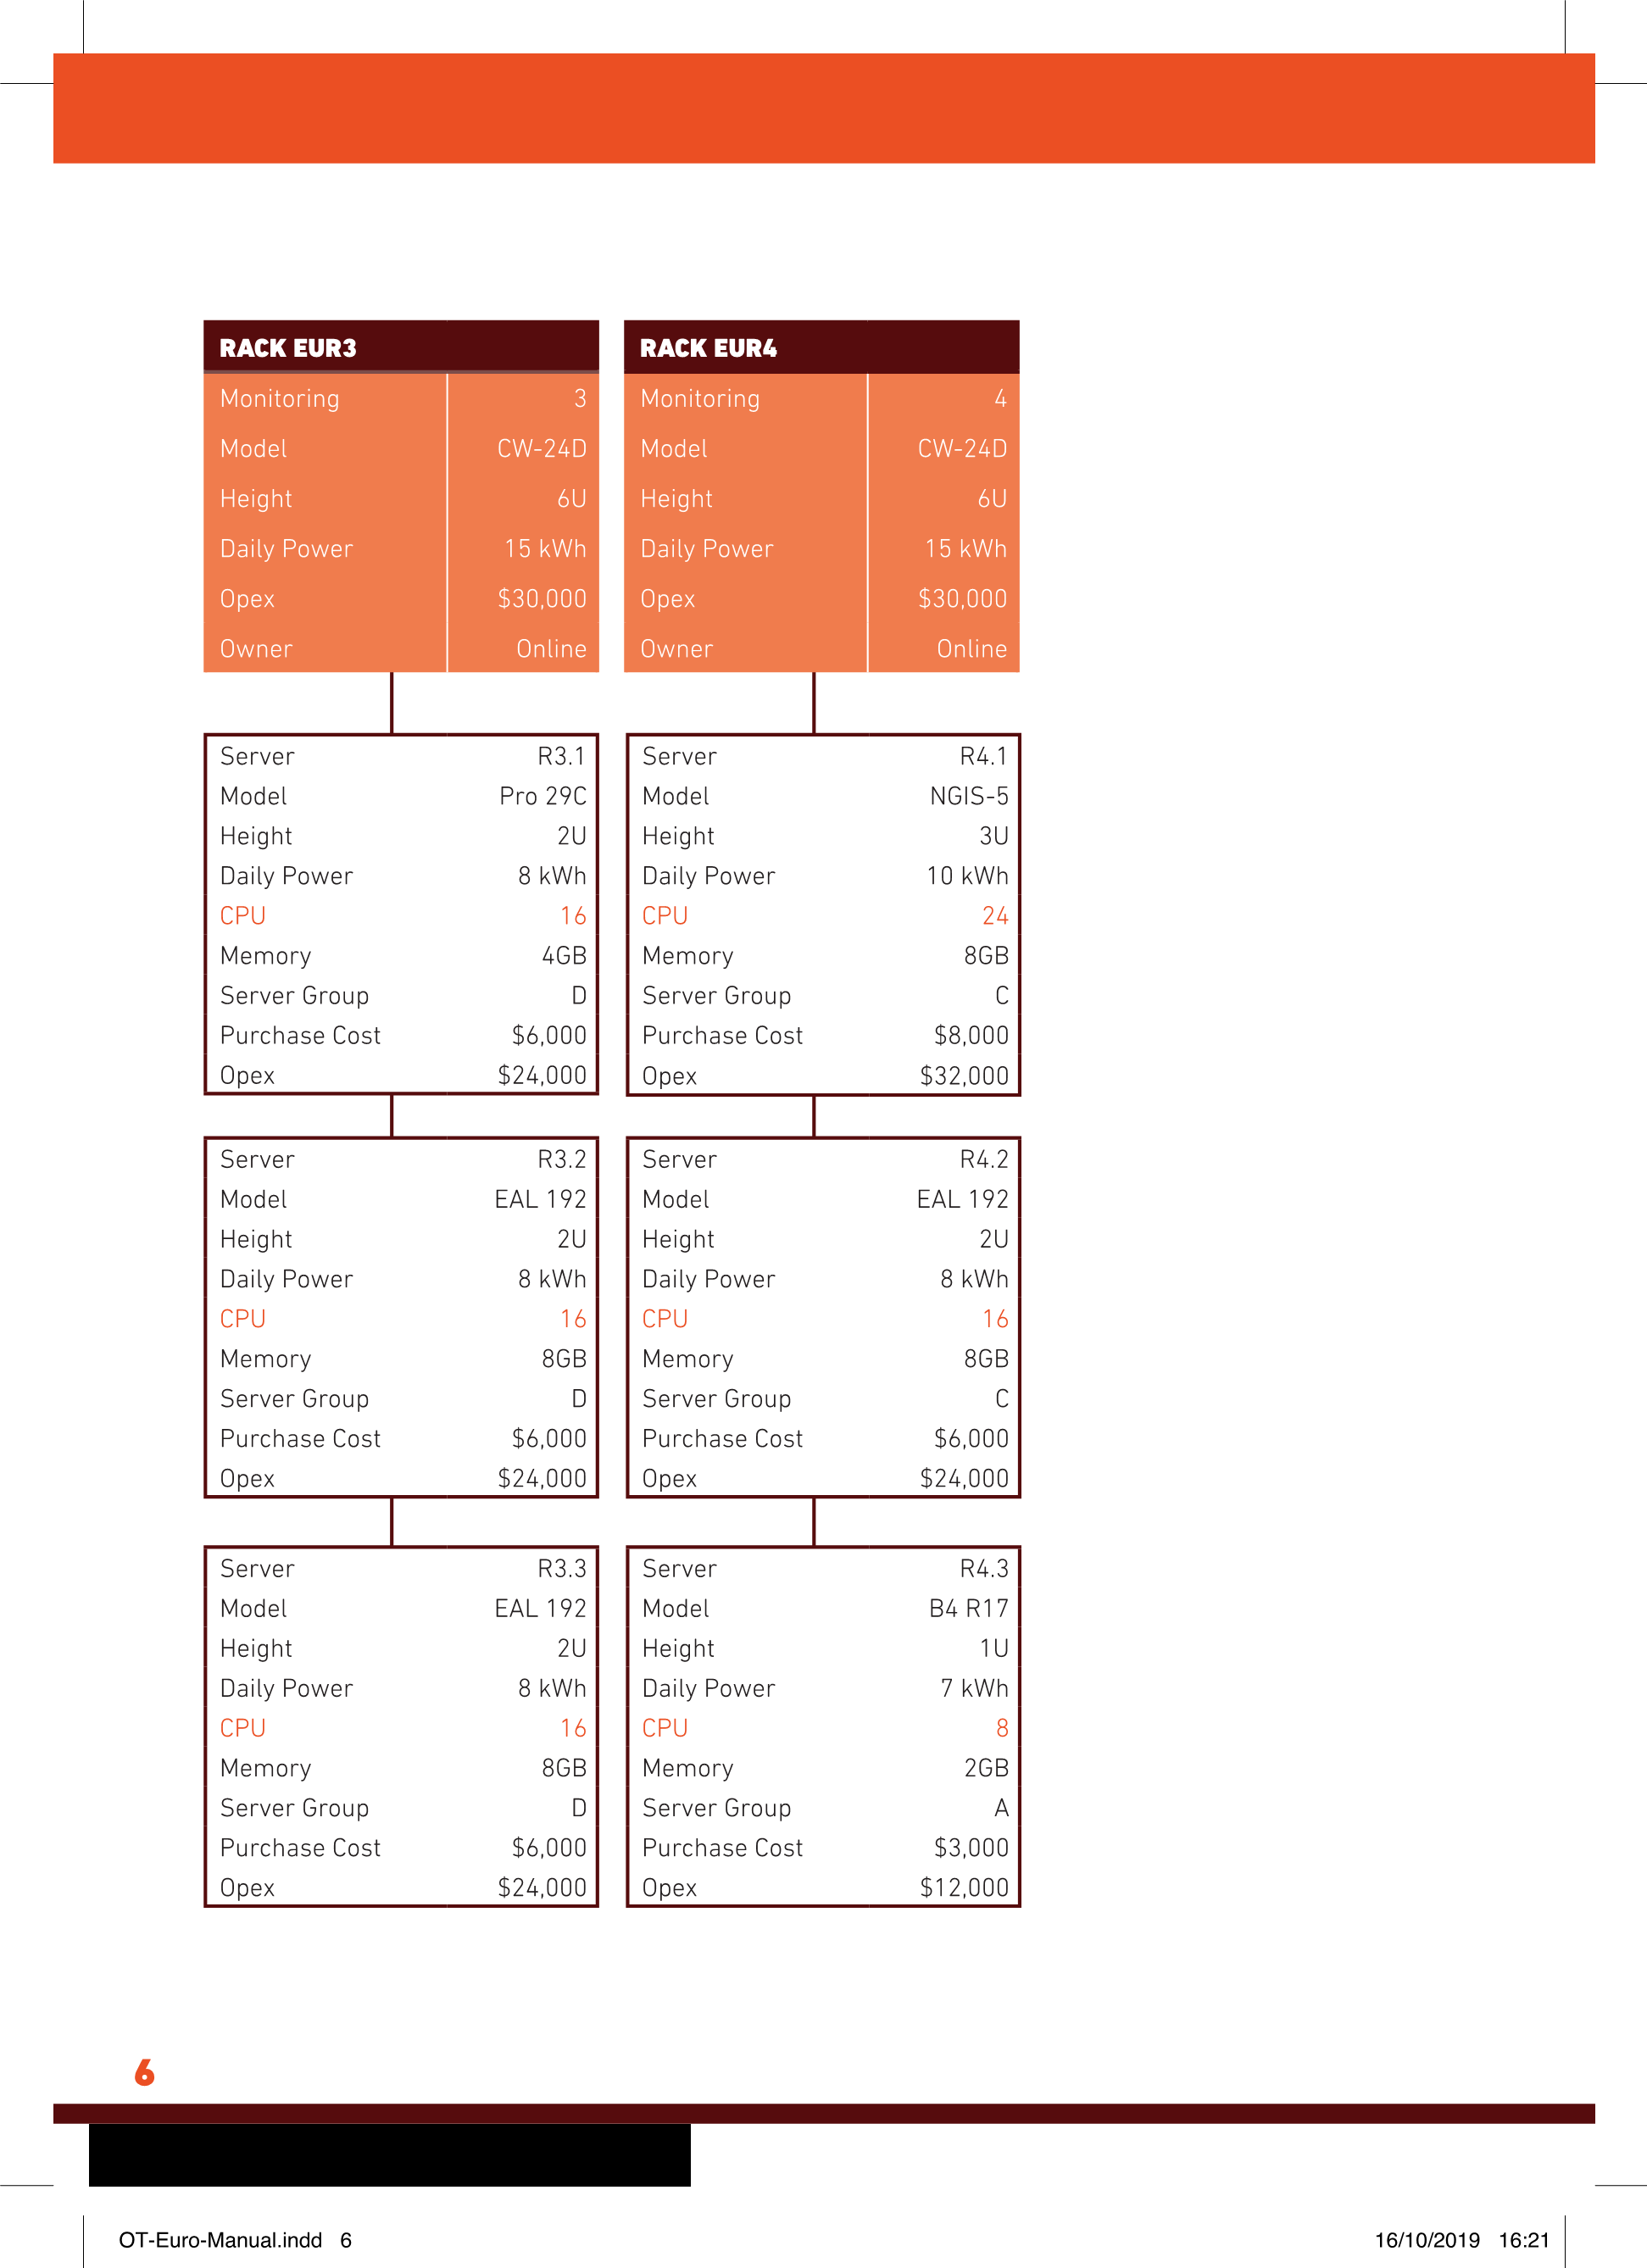 RACK EUR3
Monitoring 3
Model CW-24D
Height 6U
Daily Power 15 kWh
Opex $30,000
Owner Online
Server R3.1
Model Pro 29C
Height 2U
Daily Power 8 kWh
CPU 16
Memory 4GB
Server Group D
Purchase Cost $6,000
Opex $24,000
Server R3.2
Model EAL 192
Height 2U
Daily Power 8 kWh
CPU 16
Memory 8GB
Server Group D
Purchase Cost $6,000
Opex $24,000
Server R3.3
Model EAL 192
Height 2U
Daily Power 8 kWh
CPU 16
Memory 8GB
Server Group D
Purchase Cost $6,000
Opex $24,000
RACK EUR4
Monitoring 4
Model CW-24D
Height 6U
Daily Power 15 kWh
Opex $30,000
Owner Online
Server R4.1
Model NGIS-5
Height 3U
Daily Power 10 kWh
CPU 24
Memory 8GB
Server Group C
Purchase Cost $8,000
Opex $32,000
Server R4.2
Model EAL 192
Height 2U
Daily Power 8 kWh
CPU 16
Memory 8GB
Server Group C
Purchase Cost $6,000
Opex $24,000
Server R4.3
Model B4 R17
Height 1U
Daily Power 7 kWh
CPU 8
Memory 2GB
Server Group A
Purchase Cost $3,000
Opex $12,000
6
OT-Euro-Manual.indd 6 16/10/2019 16:21